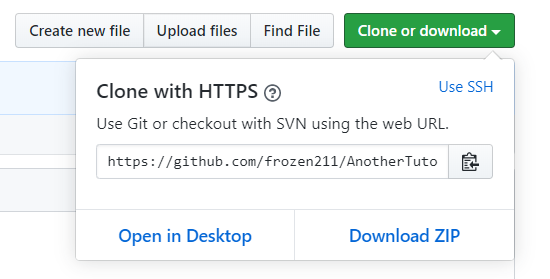 Create new file Upload files Find File Clone or download
Clone with HTTPS ? Use SSH
Use Git or checkout with SVN using the web URL.
https://github.com/frozen211/AnotherTuto
Open in Desktop Download ZIP